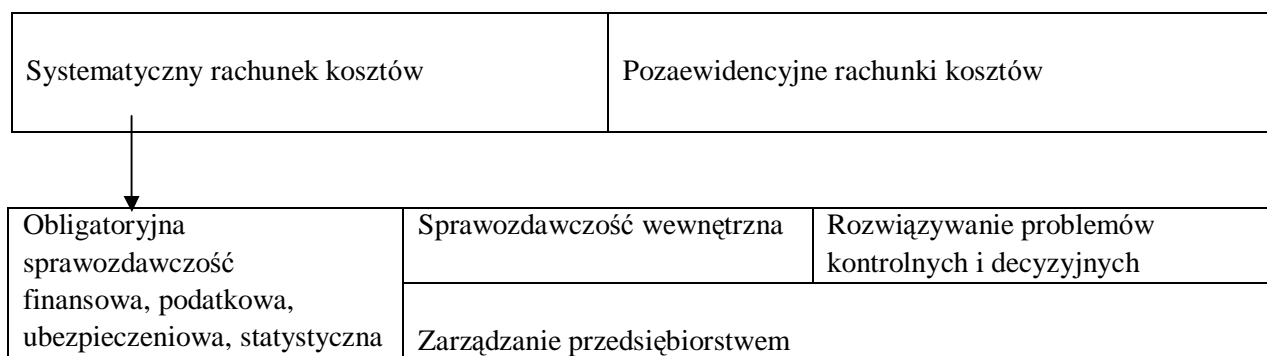 Systematyczny rachunek kosztów
Pozaewidencyjne rachunki kosztów
Obligatoryjna
sprawozdawczość
finansowa, podatkowa,
ubezpieczeniowa, statystyczna
Sprawozdawczość wewnętrzna
Rozwiązywanie problemów
kontrolnych i decyzyjnych
Zarządzanie przedsiębiorstwem